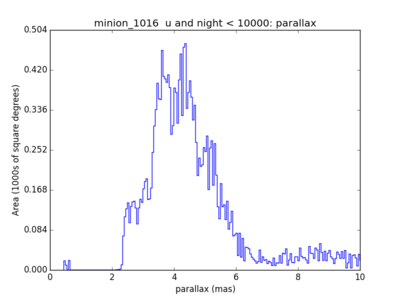 minion_1016 u and night < 10000: parallax
0.504
0.420
0.336
0.252
0.168
0.084
0.000
Area (1000s of square degrees)
0 2 4 6 8 10
parallax (mas)